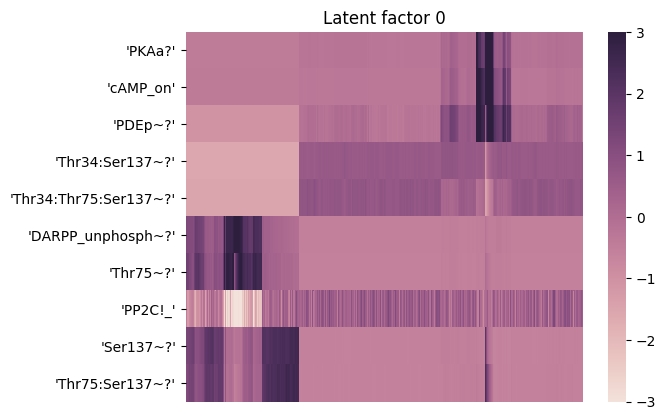 Latent factor 0
'PKAa?'
'cAMP_on'
'PDEp~?'
'Thr34:Ser137~?'
'Thr34:Thr75:Ser137~?'
'DARPP_unphosph~?'
'Thr75~?'
'PP2C!_'
'Ser137~?'
'Thr75:Ser137~?'
3
2
1
0
−1
−2
−3